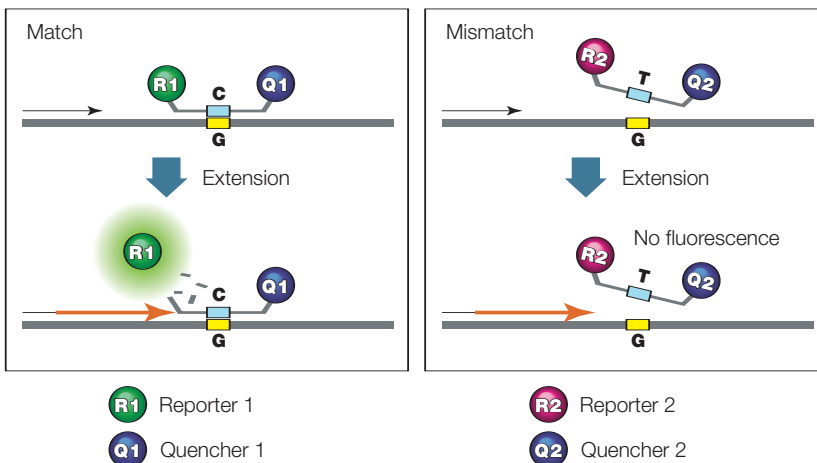 Match
R1
Q1
C
G
Extension
R1
Q1
C
G
R1 Reporter 1
Q1 Quencher 1
Mismatch
R2
T
Q2
G
Extension
No fluorescence
R2
T
Q2
G
R2 Reporter 2
Q2 Quencher 2